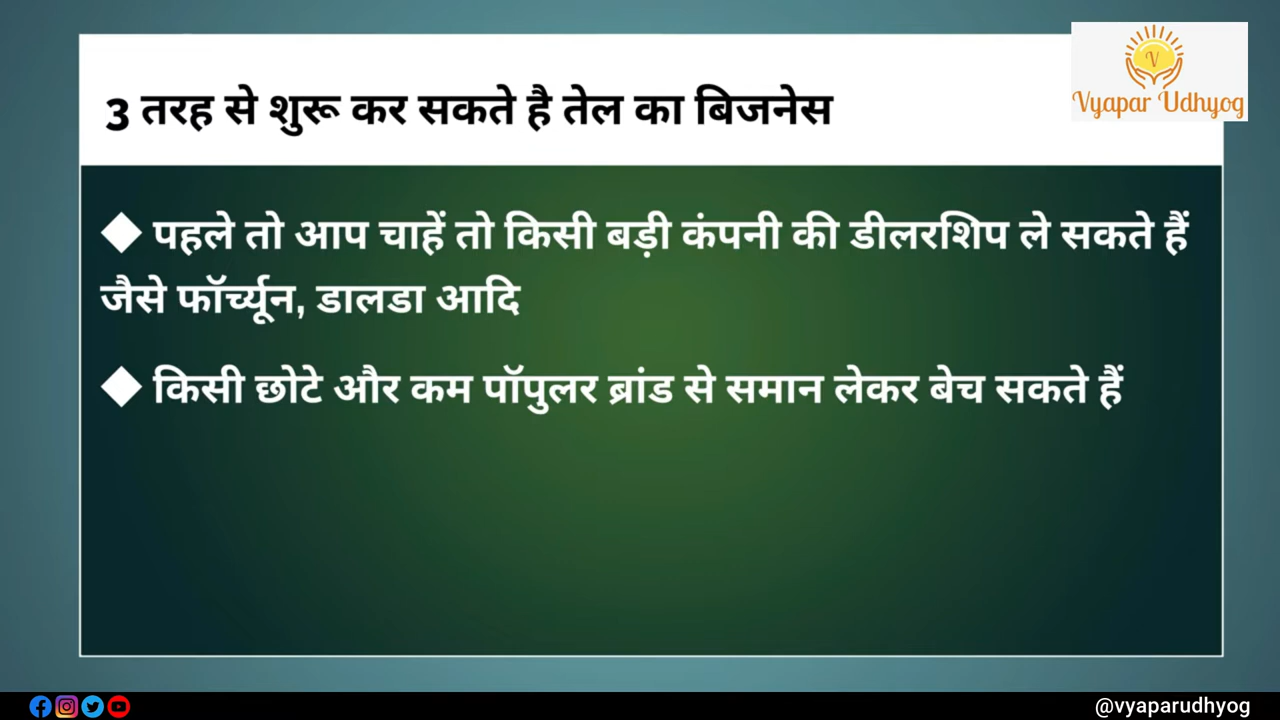 V
Vyapar Udhyog
3 तरह से शुरू कर सकते है तेल का बिजनेस
◆ पहले तो आप चाहें तो किसी बड़ी कंपनी की डीलरशिप ले सकते हैं
जैसे फॉर्च्यून, डालडा आदि
◆ किसी छोटे और कम पॉपुलर ब्रांड से समान लेकर बेच सकते हैं
@vyaparudhyog